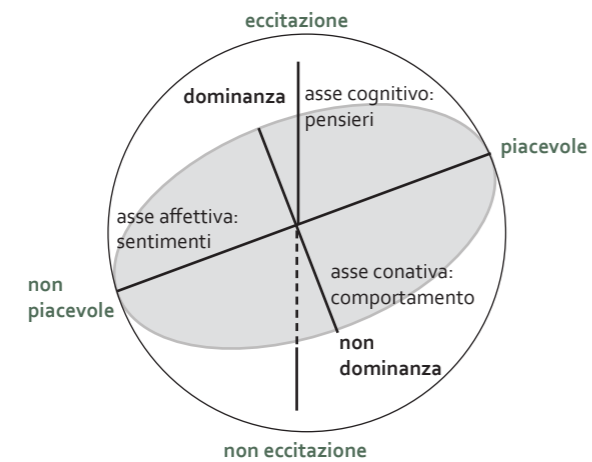 eccitazione
dominanza
asse cognitivo:
pensieri
piacevole
asse affettiva:
sentimenti
asse conativa:
comportamento
non
piacevole
non
dominanza
non eccitazione